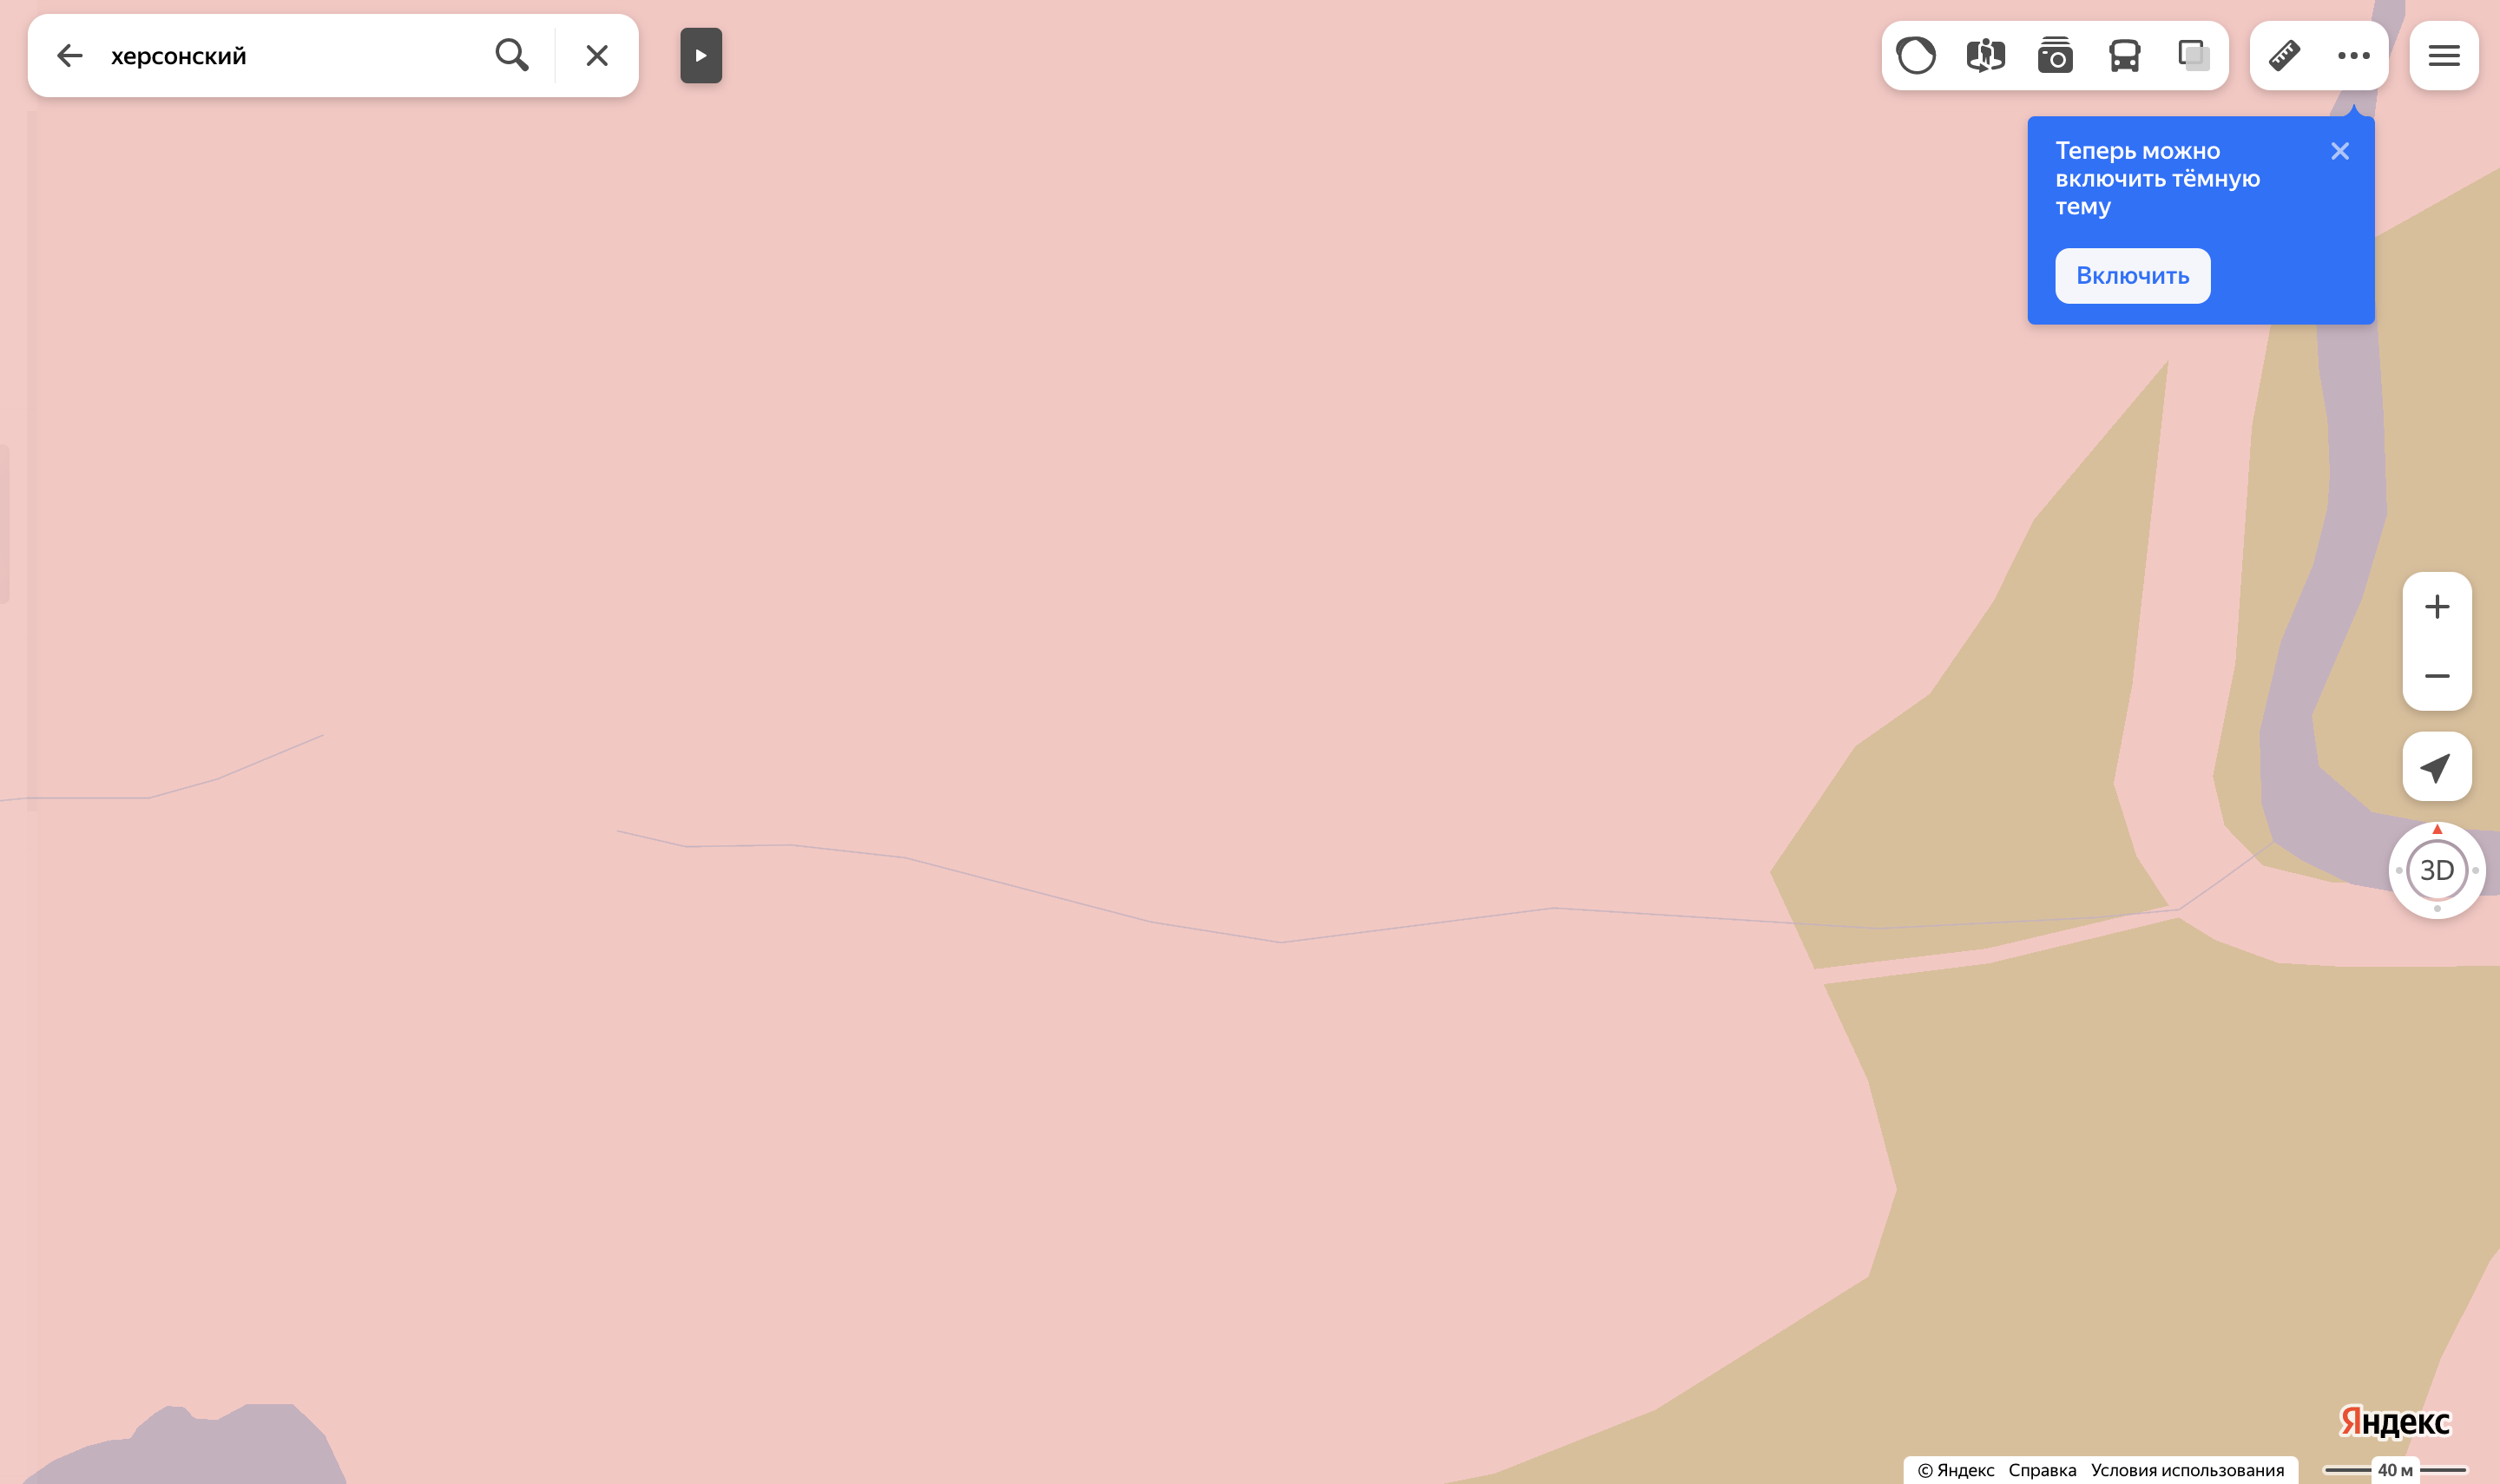 херсонский
Теперь можно
включить тёмную
тему
Включить
3D
Яндекс
© Яндекс Справка Условия использования
40 м